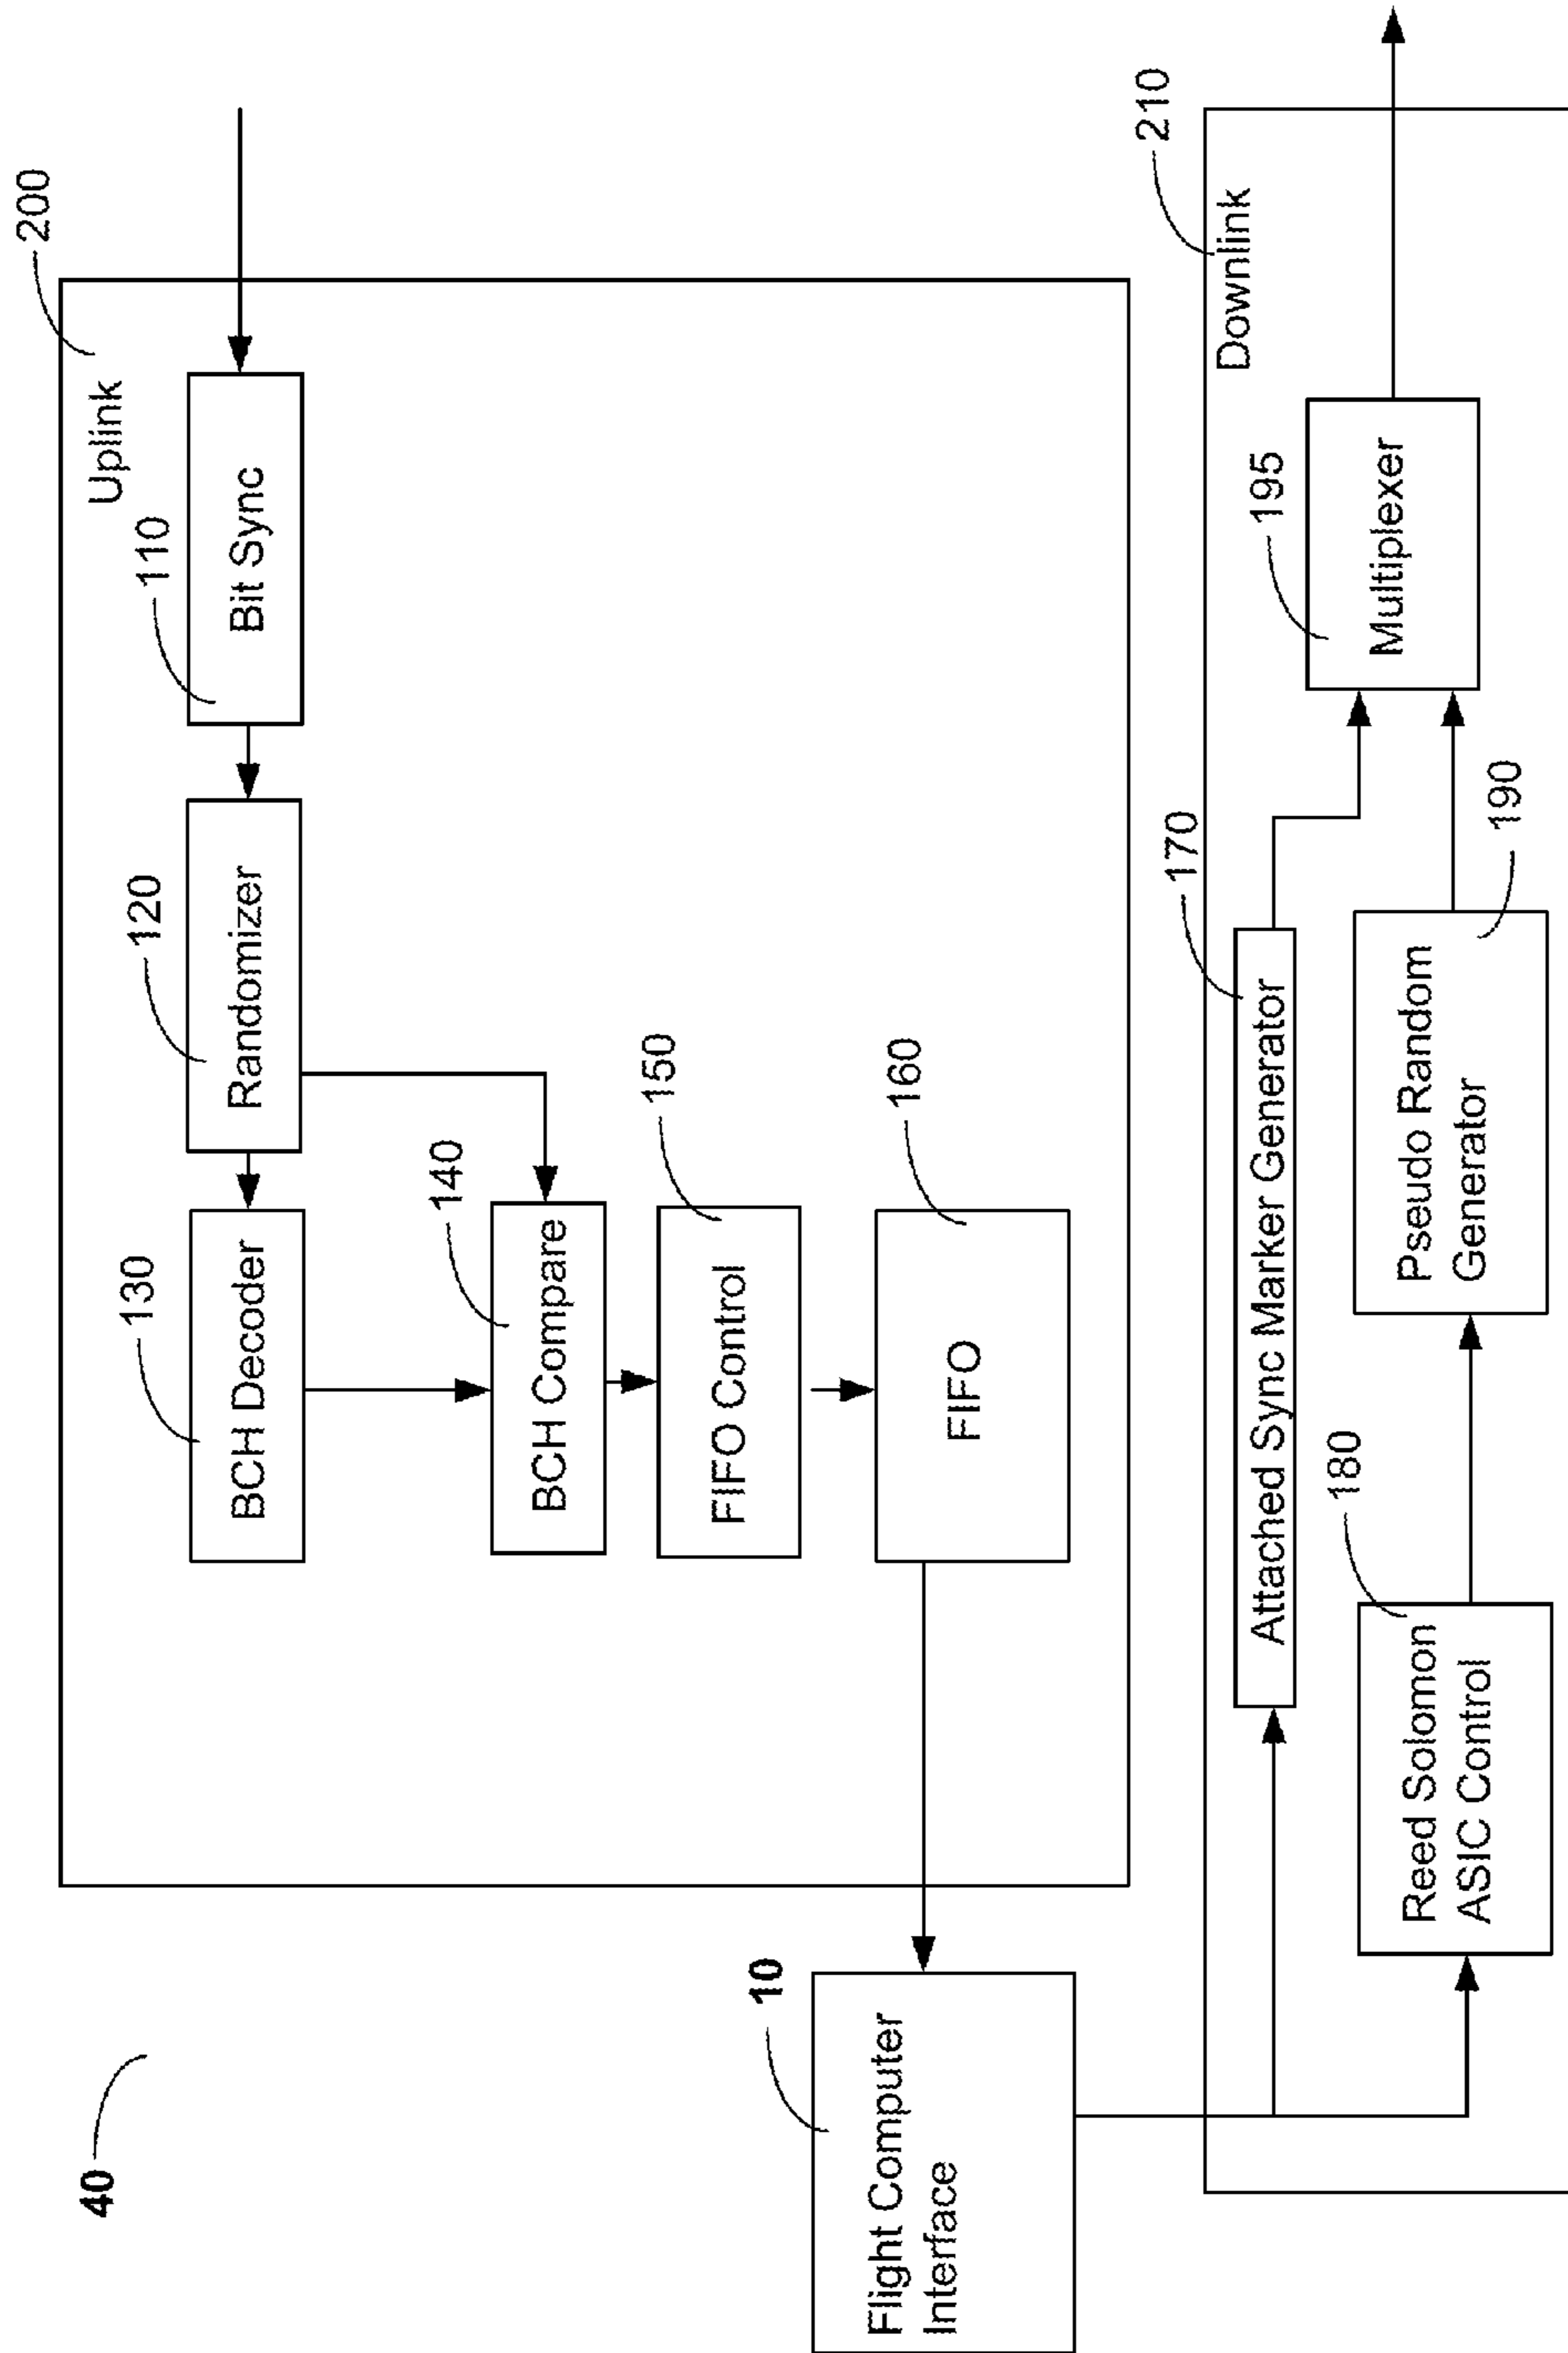 40
200
Uplink
110
Bit Sync
120
Randomizer
130
BCH Decoder
140
BCH Compare
150
FIFO Control
160
FIFO
10
Flight Computer
Interface
210
Downlink
170
Attached Sync Marker Generator
180
Reed Solomon
ASIC Control
190
Pseudo Random
Generator
195
Multiplexer